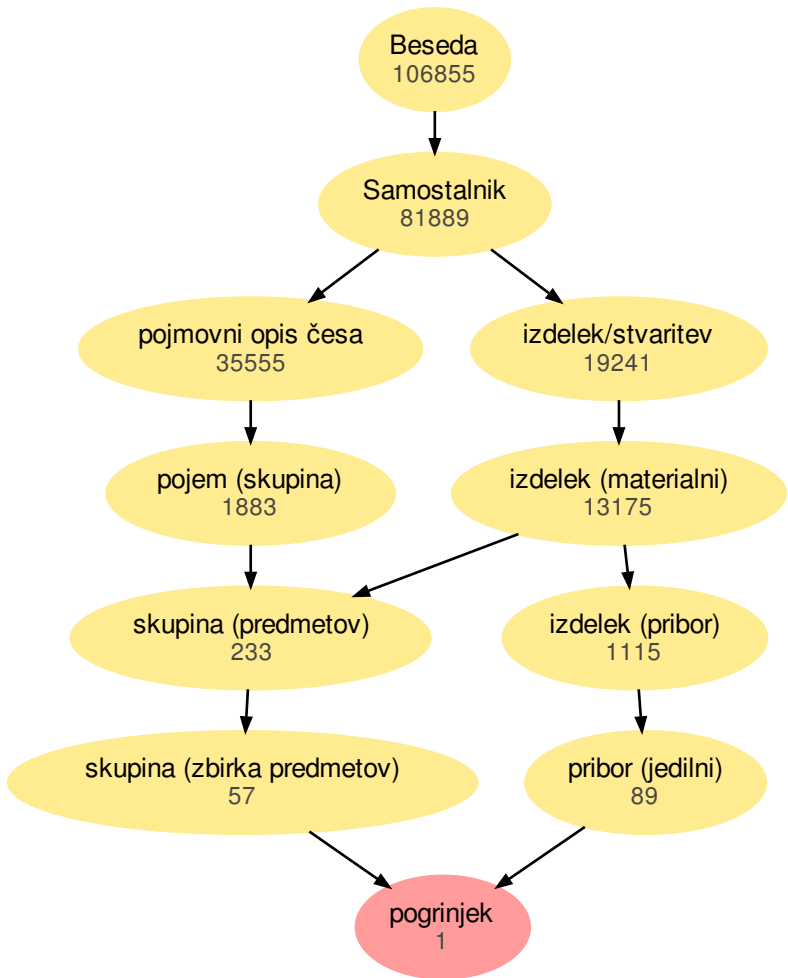 Beseda
106855
Samostalnik
81889
pojmovni opis česa
35555
izdelek/stvaritev
19241
pojem (skupina)
1883
izdelek (materialni)
13175
skupina (predmetov)
233
izdelek (pribor)
1115
skupina (zbirka predmetov)
57
pribor (jedilni)
89
pogrinjek
1